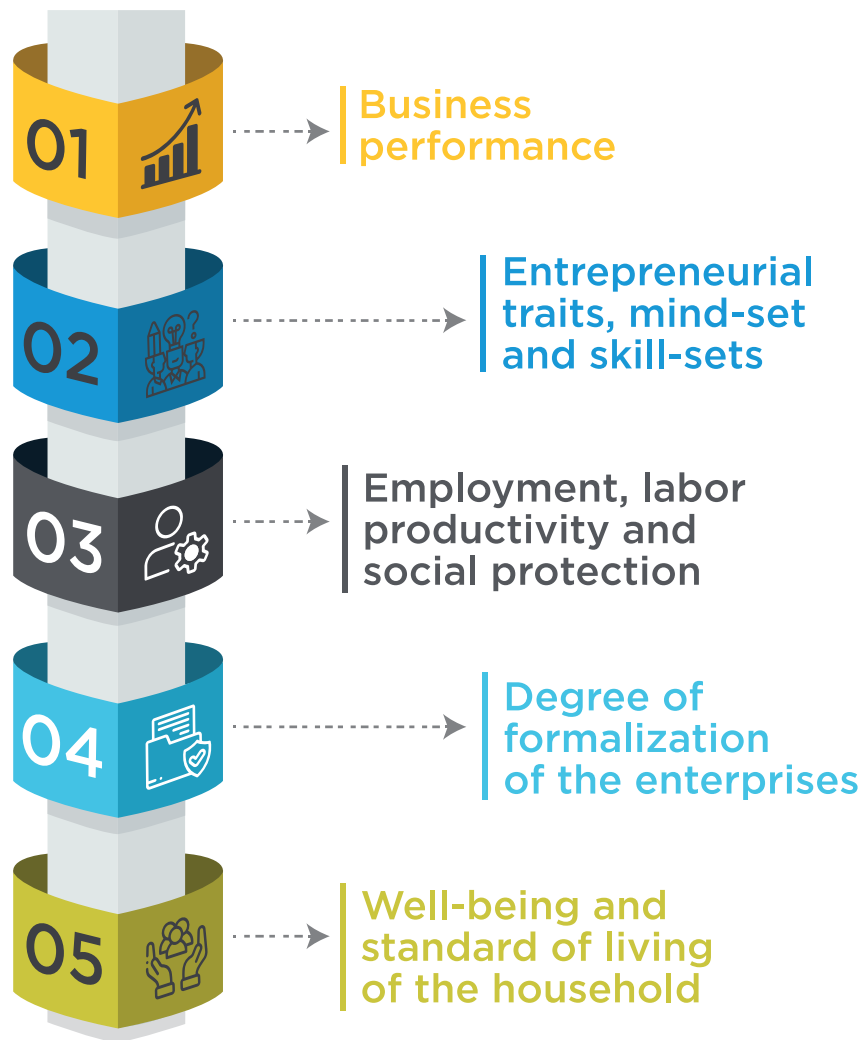 01
Business
performance
02
Entrepreneurial
traits, mind-set
and skill-sets
03
Employment, labor
productivity and
social protection
04
Degree of
formalization
of the enterprises
05
Well-being and
standard of living
of the household